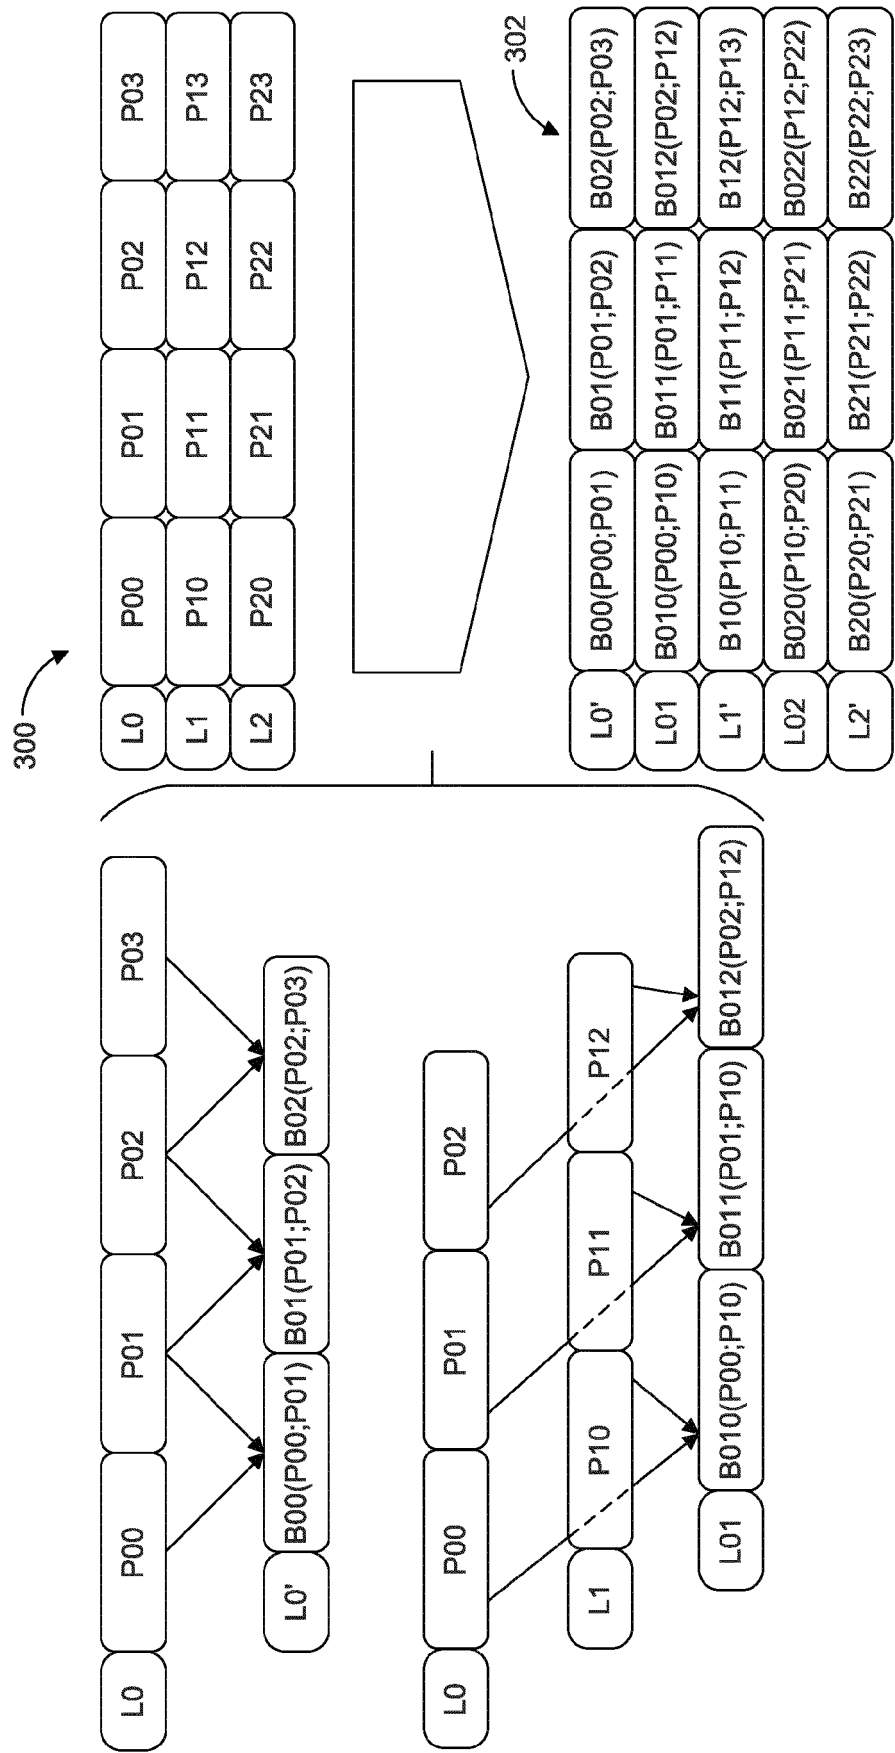 L0 P00 P01 P02 P03
L0' B00(P00;P01) B01(P01;P02) B02(P02;P03)
L0 P00 P01 P02
L1 P10 P11 P12
L01 B010(P00;P10) B011(P01;P10) B012(P02;P12)
300
L0 P00 P01 P02 P03
L1 P10 P11 P12 P13
L2 P20 P21 P22 P23
302
L0' B00(P00;P01) B01(P01;P02) B02(P02;P03)
L01 B010(P00;P10) B011(P01;P11) B012(P02;P12)
L1' B10(P10;P11) B11(P11;P12) B12(P12;P13)
L02 B020(P10;P20) B021(P11;P21) B022(P12;P22)
L2' B20(P20;P21) B21(P21;P22) B22(P22;P23)